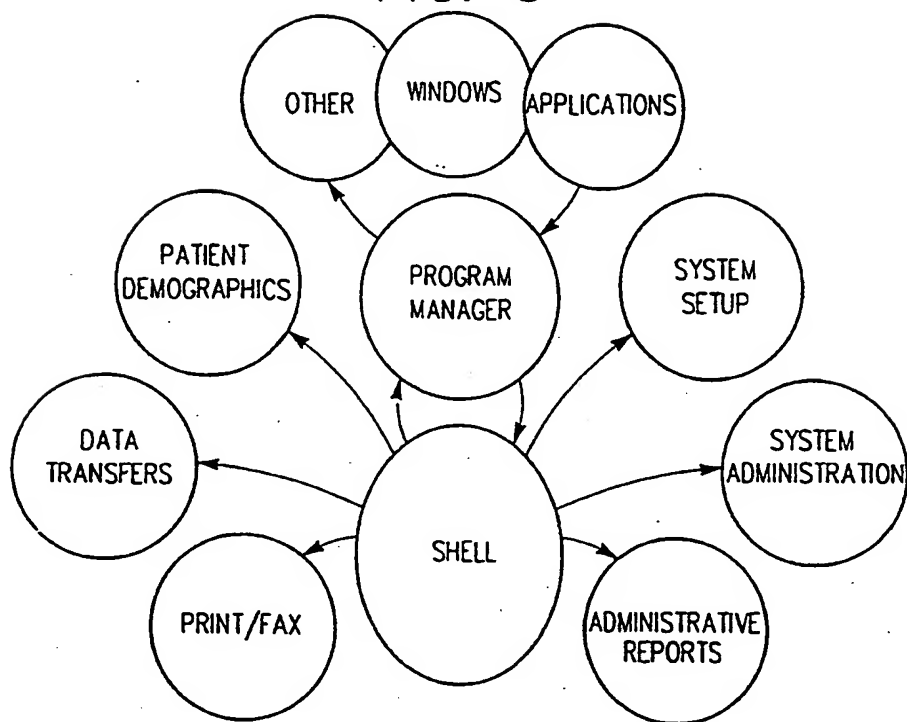 OTHER
WINDOWS
APPLICATIONS
PATIENT
DEMOGRAPHICS
PROGRAM
MANAGER
SYSTEM
SETUP
DATA
TRANSFERS
SYSTEM
ADMINISTRATION
SHELL
PRINT/FAX
ADMINISTRATIVE
REPORTS